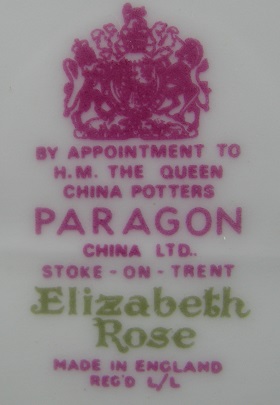 BY APPOINTMENT TO
H.M. THE QUEEN
CHINA POTTERS
PARAGON
CHINA LTD.
STOKE-ON-TRENT
Elizabeth
Rose
MADE IN ENGLAND
REG'D L/L